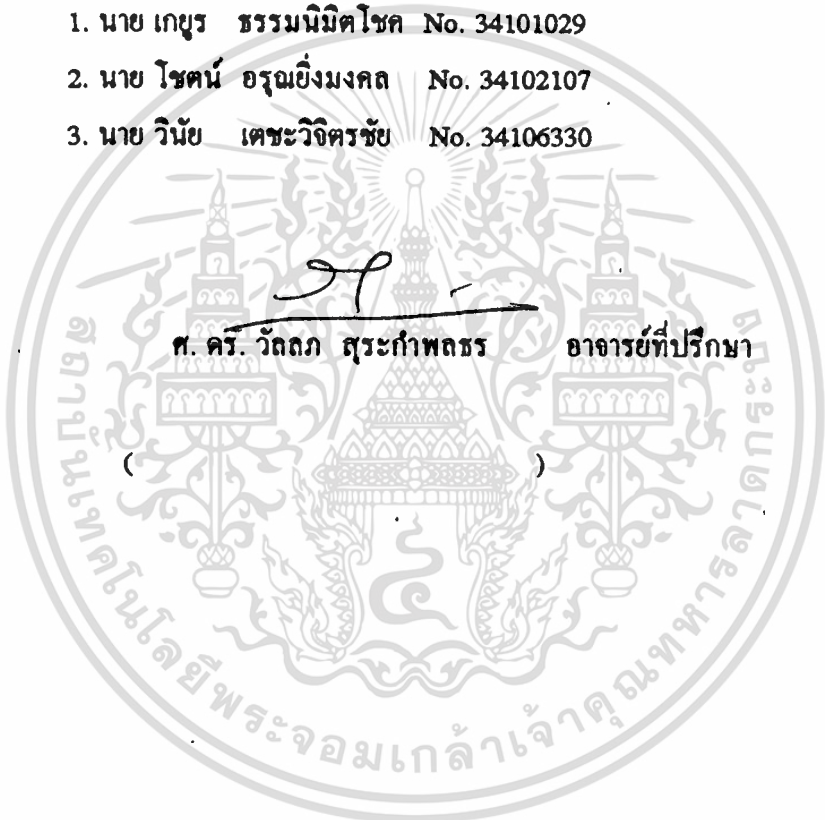 1. นาย เกยูร ธรรมนิมิตโชค No. 34101029
2. นาย โชตน์ อรุณยิ่งมงคล No. 34102107
3. นาย วินัย เตชะวิจิตรชัย No. 34106330
ศ. ดร. วัลลภ สุระกำพลธร อาจารย์ที่ปรึกษา
( )
สถาบันเทคโนโลยีพระจอมเกล้าเจ้าคุณทหารลาดกระบัง